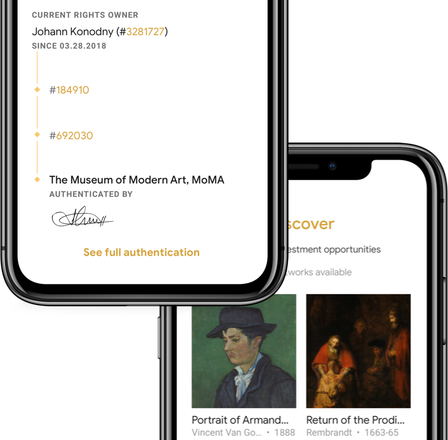 CURRENT RIGHTS OWNER
Johann Konodny (#3281727)
SINCE 03.28.2018
#184910
#692030
The Museum of Modern Art, MoMA
AUTHENTICATED BY
See full authentication
scover
estment opportunities
works available
Portrait of Armand...
Vincent Van Go... • 1888
Return of the Prodi...
Rembrandt • 1663-65